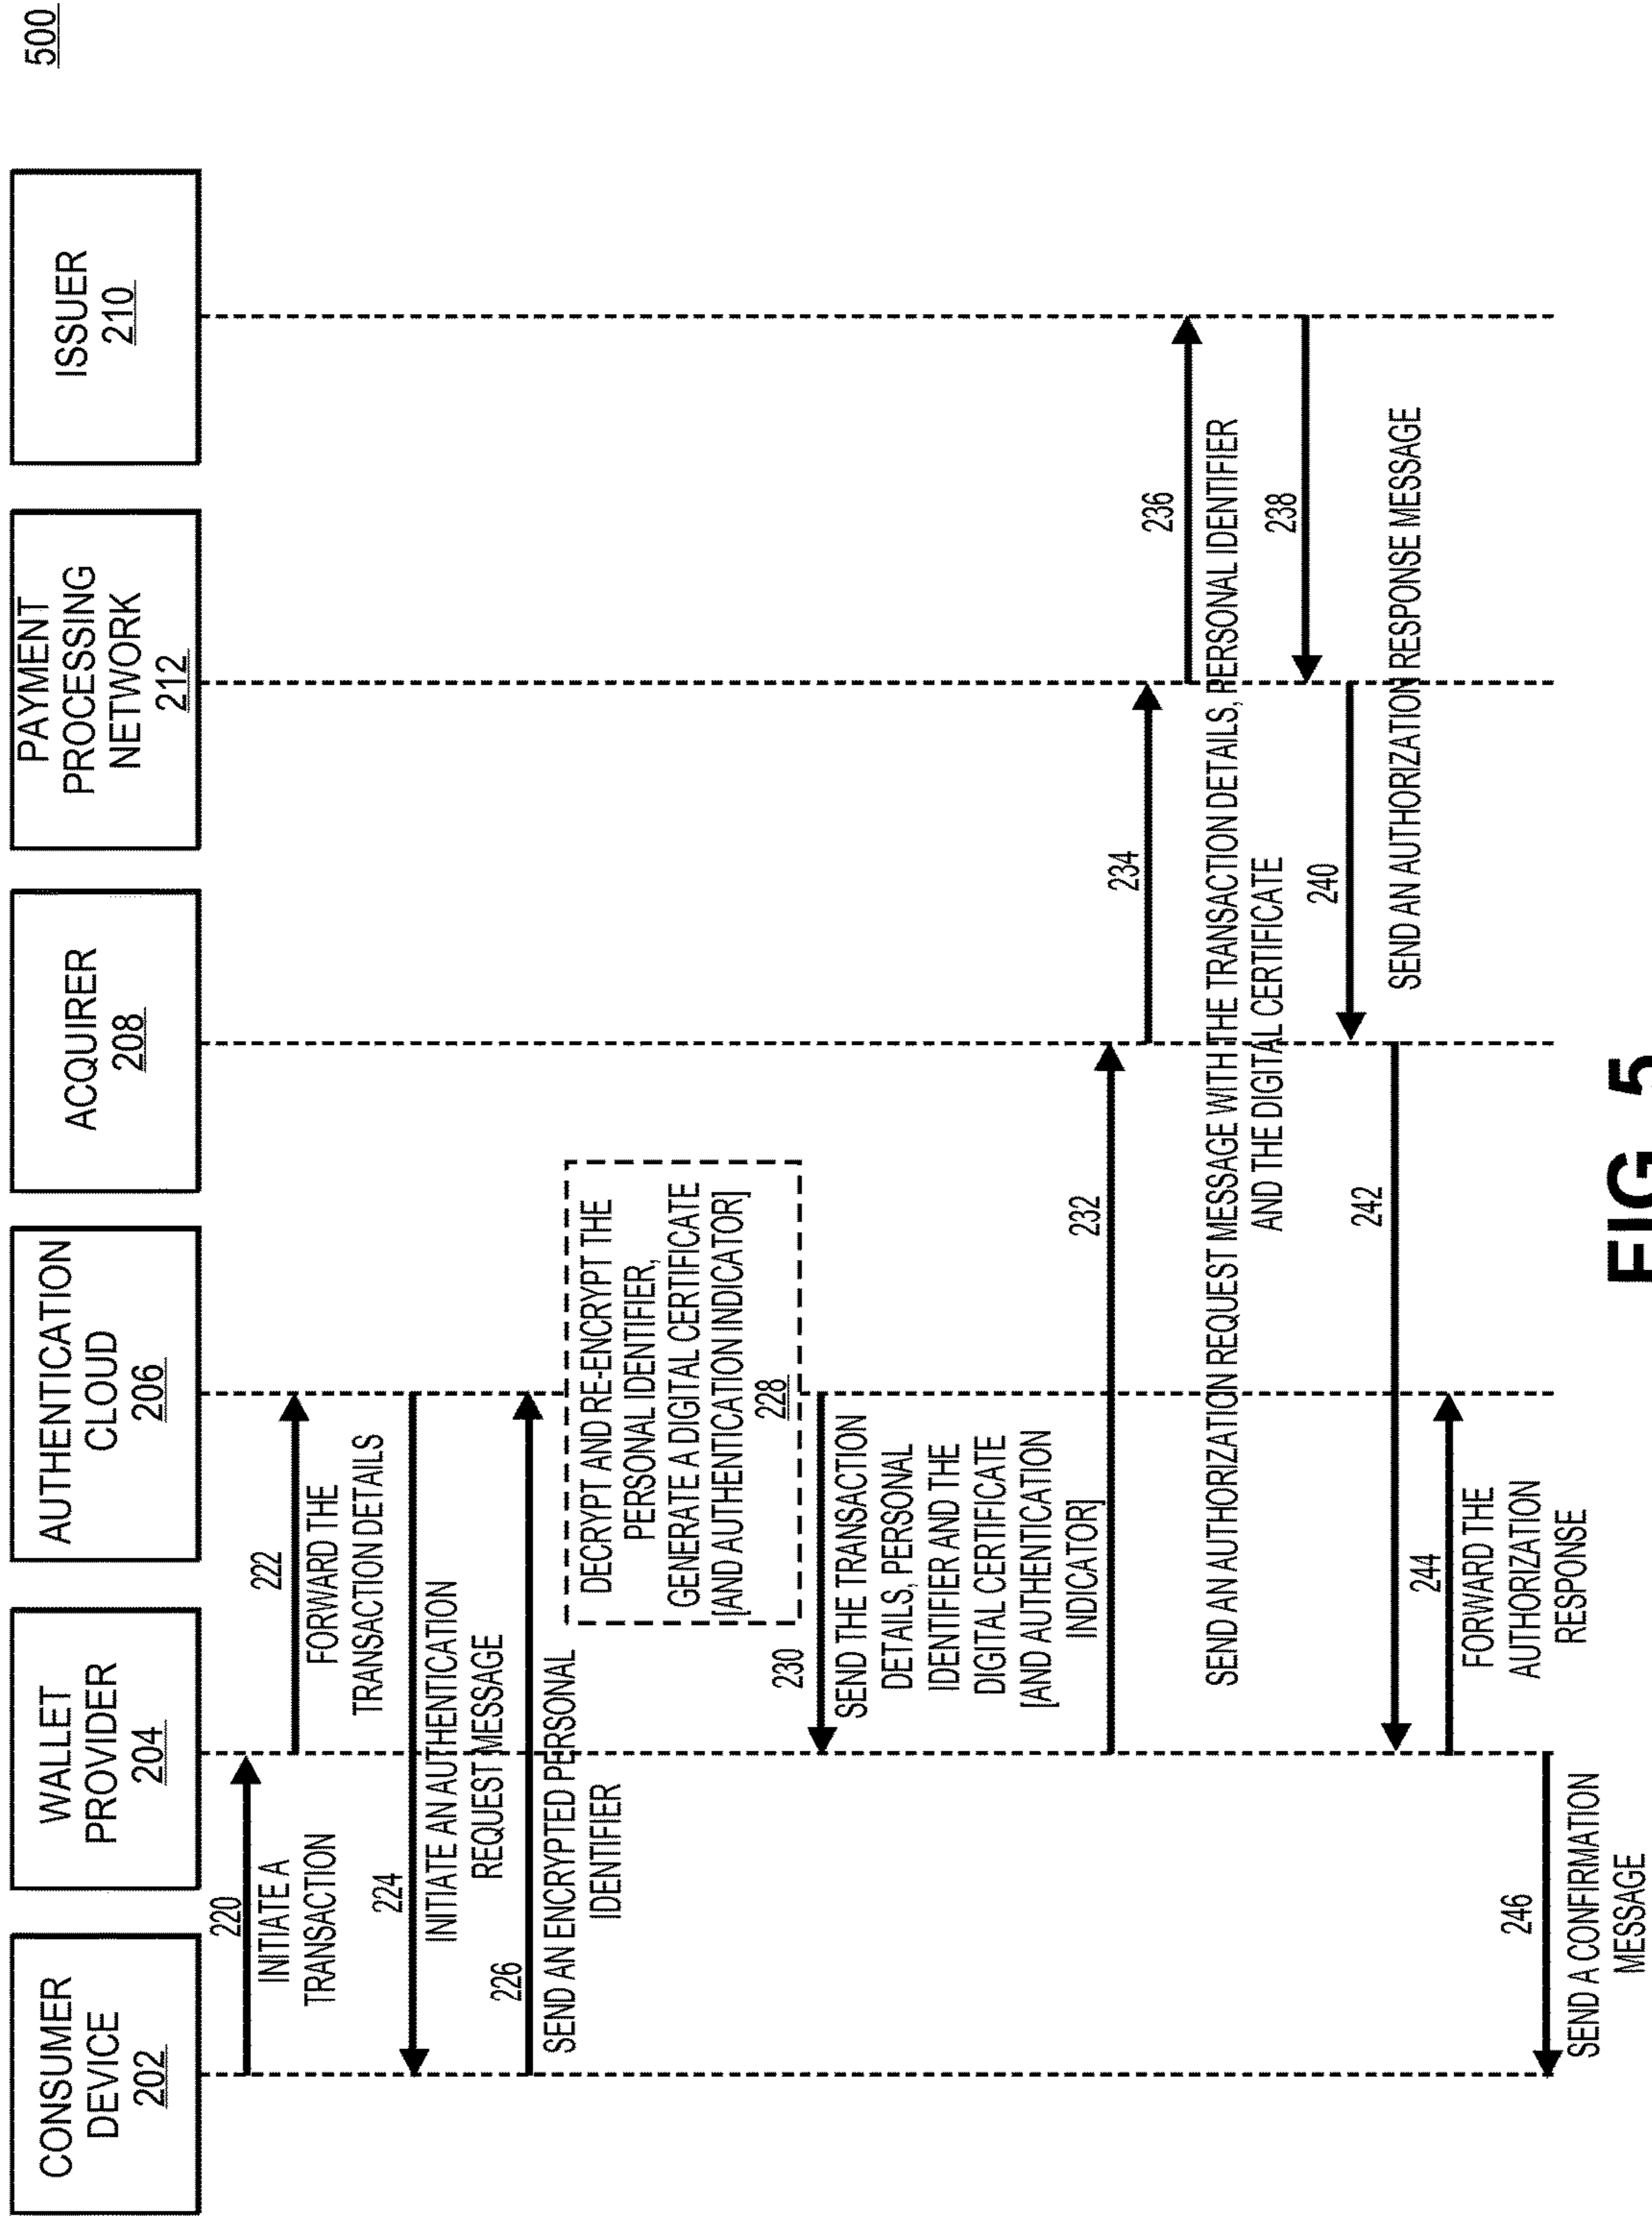 500
CONSUMER
DEVICE
202
WALLET
PROVIDER
204
AUTHENTICATION
CLOUD
206
ACQUIRER
208
PAYMENT
PROCESSING
NETWORK
212
ISSUER
210
220
INITIATE A
TRANSACTION
222
FORWARD THE
TRANSACTION DETAILS
224
INITIATE AN AUTHENTICATION
REQUEST MESSAGE
226
SEND AN ENCRYPTED PERSONAL
IDENTIFIER
DECRYPT AND RE-ENCRYPT THE
PERSONAL IDENTIFIER,
GENERATE A DIGITAL CERTIFICATE
[AND AUTHENTICATION INDICATOR]
228
230
SEND THE TRANSACTION
DETAILS, PERSONAL
IDENTIFIER AND THE
DIGITAL CERTIFICATE
[AND AUTHENTICATION
INDICATOR]
232
234
236
SEND AN AUTHORIZATION REQUEST MESSAGE WITH THE TRANSACTION DETAILS, PERSONAL IDENTIFIER
AND THE DIGITAL CERTIFICATE
238
240
242
SEND AN AUTHORIZATION RESPONSE MESSAGE
244
FORWARD THE
AUTHORIZATION
RESPONSE
246
SEND A CONFIRMATION
MESSAGE
FIG. 5